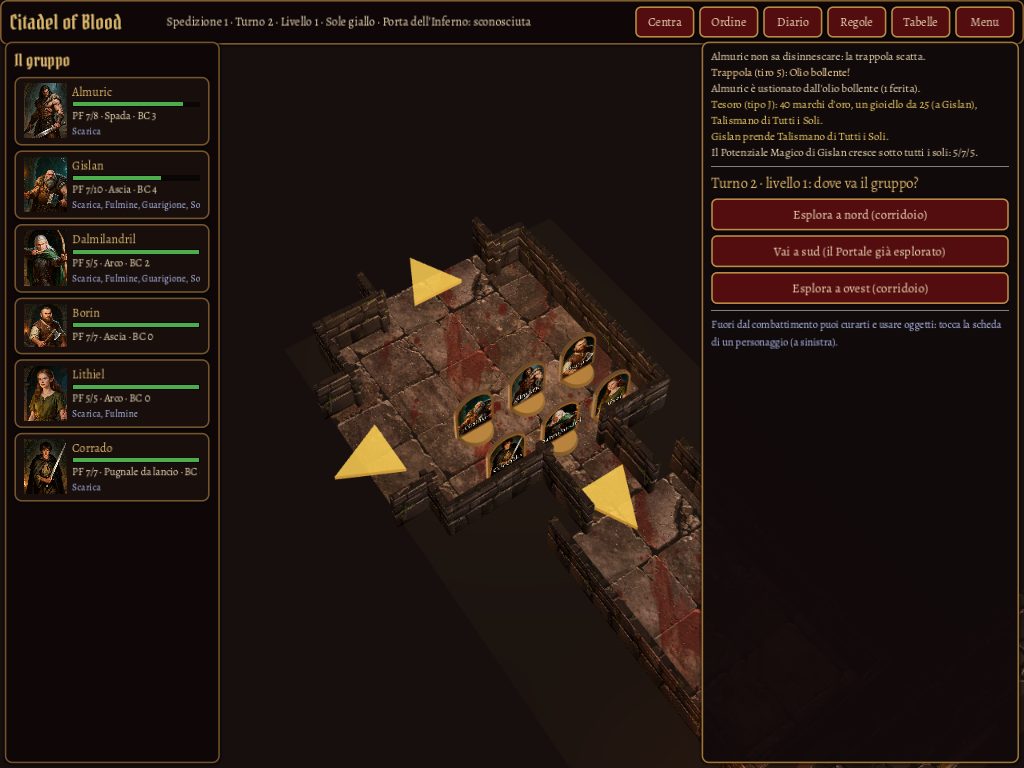 Citadel of Blood
Spedizione 1 · Turno 2 · Livello 1 · Sole giallo · Porta dell'Inferno: sconosciuta
Centra
Ordine
Diario
Regole
Tabelle
Menu
Il gruppo
Almuric
PF 7/8 · Spada · BC 3
Scarica
Gislan
PF 7/10 · Ascia · BC 4
Scarica, Fulmine, Guarigione, So
Dalmilandril
PF 5/5 · Arco · BC 2
Scarica, Fulmine, Guarigione, So
Borin
PF 7/7 · Ascia · BC 0
Lithiel
PF 5/5 · Arco · BC 0
Scarica, Fulmine
Corrado
PF 7/7 · Pugnale da lancio · BC
Scarica
Almuric non sa disinnescare: la trappola scatta.
Trappola (tiro 5): Olio bollente!
Almuric è ustionato dall'olio bollente (1 ferita).
Tesoro (tipo J): 40 marchi d'oro, un gioiello da 25 (a Gislan),
Talismano di Tutti i Soli.
Gislan prende Talismano di Tutti i Soli.
Il Potenziale Magico di Gislan cresce sotto tutti i soli: 5/7/5.
Turno 2 · livello 1: dove va il gruppo?
Esplora a nord (corridoio)
Vai a sud (il Portale già esplorato)
Esplora a ovest (corridoio)
Fuori dal combattimento puoi curarti e usare oggetti: tocca la scheda
di un personaggio (a sinistra).